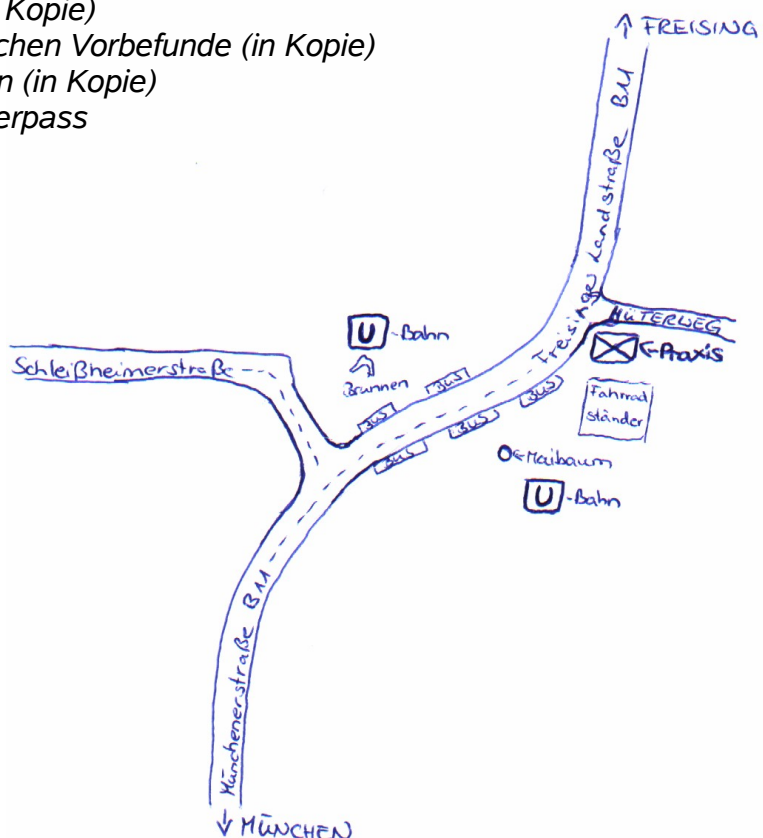 Kopie)
chen Vorbefunde (in Kopie)
n (in Kopie)
erpass
↑ FREISING
Freisinger Landstraße B11
HÜTERWEG
U-Bahn
Brunnen
←Praxis
Schleißheimerstraße
BUS
BUS
BUS
BUS
BUS
Fahrrad
ständer
←Maibaum
U-Bahn
Münchenerstraße B11
↓ MÜNCHEN